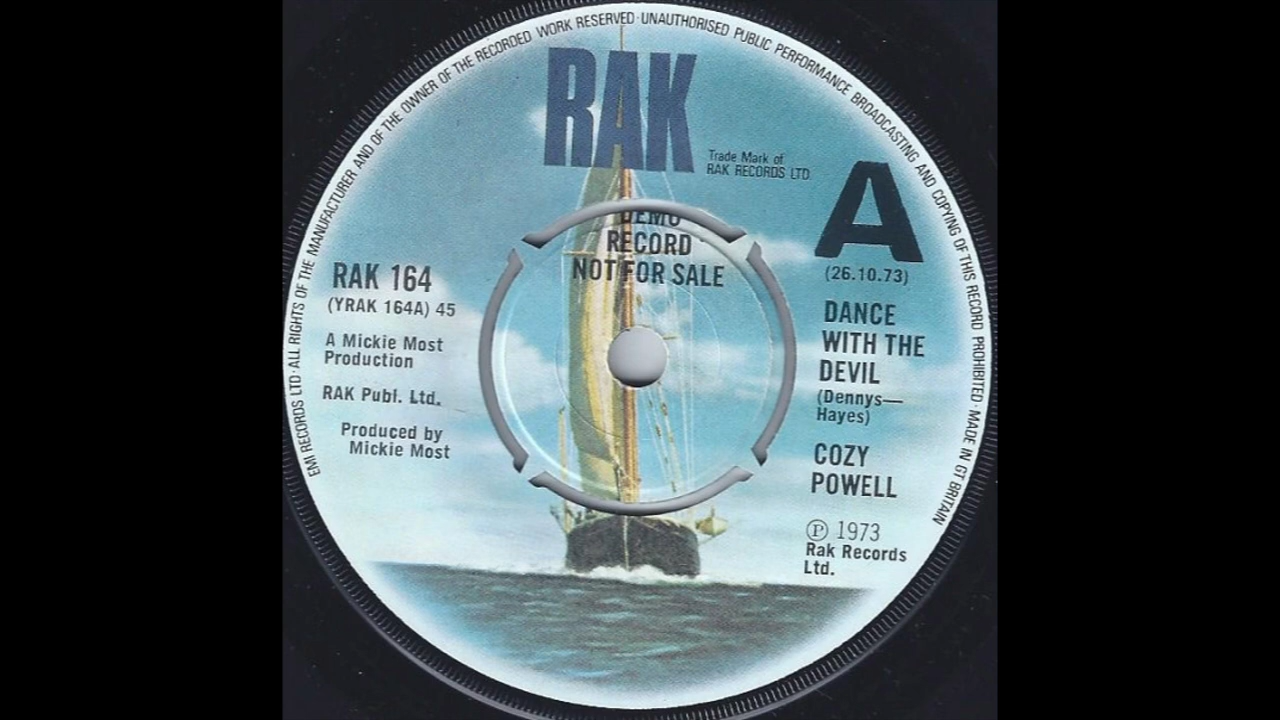 EMI RECORDS LTD · ALL RIGHTS OF THE MANUFACTURER AND OF THE OWNER OF THE RECORDED WORK RESERVED · UNAUTHORISED PUBLIC PERFORMANCE BROADCASTING AND COPYING OF THIS RECORD PROHIBITED · MADE IN GT BRITAIN
RAK
Trade Mark of
RAK RECORDS LTD.
A
(26.10.73)
DEMO
RECORD
NOT FOR SALE
RAK 164
(YRAK 164A) 45
A Mickie Most
Production
RAK Publ. Ltd.
Produced by
Mickie Most
DANCE
WITH THE
DEVIL
(Dennys—
Hayes)
COZY
POWELL
Ⓟ 1973
Rak Records
Ltd.